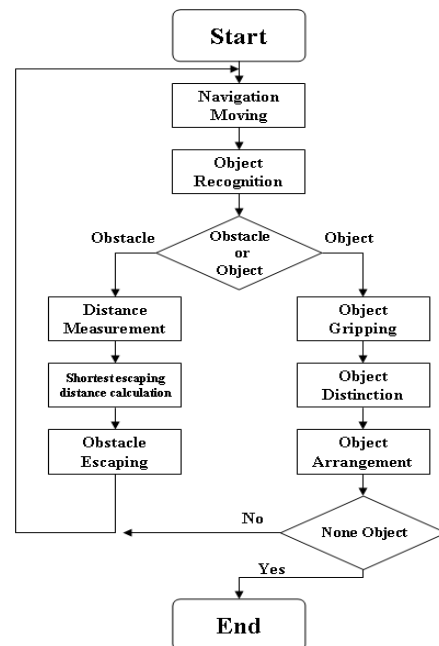 Start
Navigation
Moving
Object
Recognition
Obstacle
Obstacle
or
Object
Object
Distance
Measurement
Object
Gripping
Shortest escaping
distance calculation
Object
Distinction
Obstacle
Escaping
Object
Arrangement
No
None Object
Yes
End